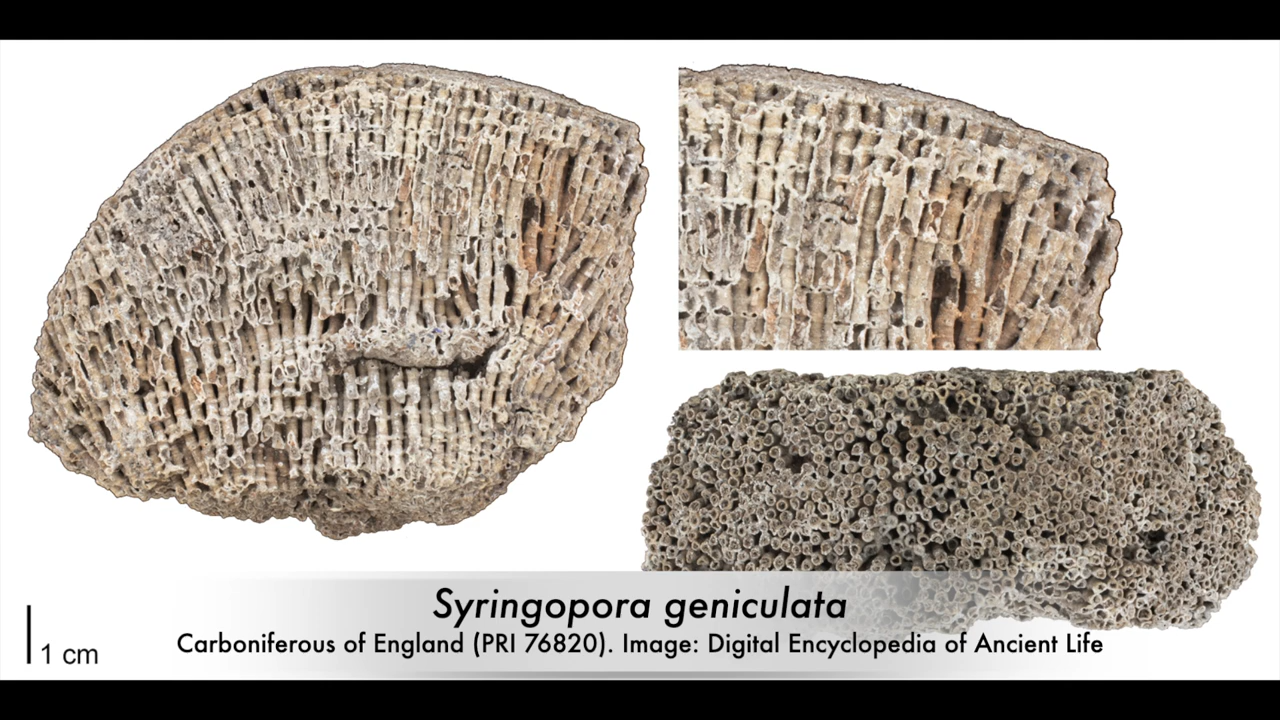 Syringopora geniculata
Carboniferous of England (PRI 76820). Image: Digital Encyclopedia of Ancient Life
1 cm